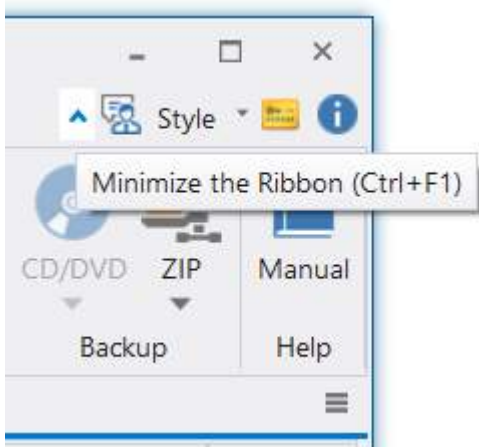 Style
Minimize the Ribbon (Ctrl+F1)
CD/DVD ZIP Manual
Backup Help